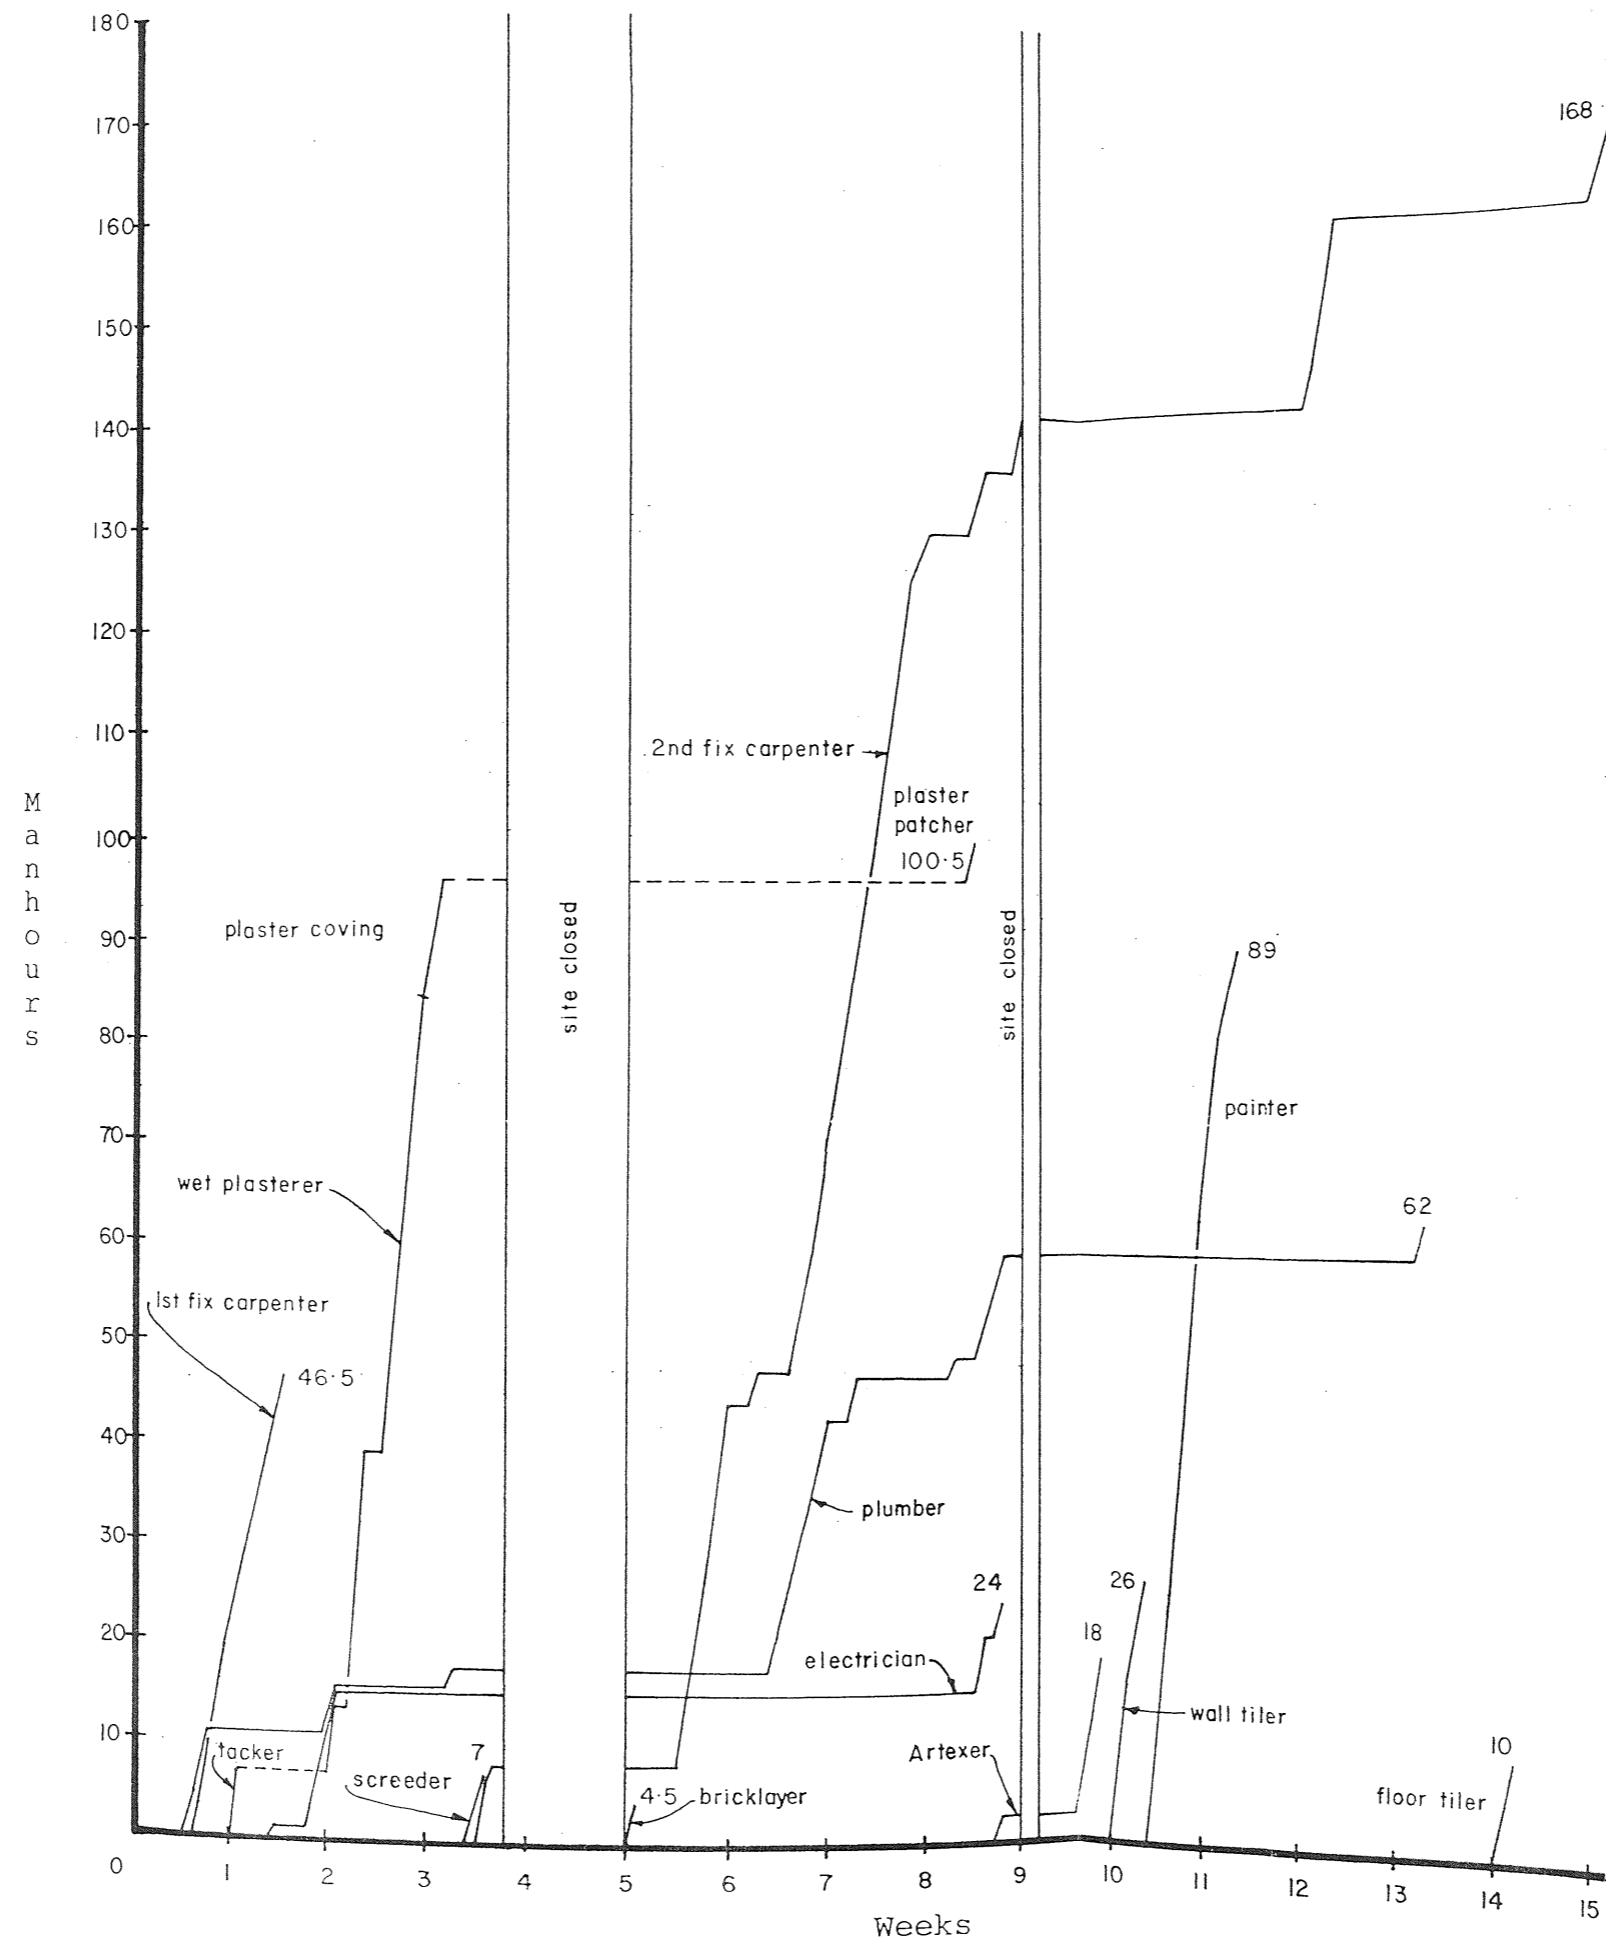 180
170
160
150
140
130
120
110
100
90
80
70
60
50
40
30
20
10
0
Manhours
168
2nd fix carpenter
plaster
patcher
100·5
plaster coving
site closed
site closed
89
painter
wet plasterer
62
1st fix carpenter
46·5
plumber
24
26
18
electrician
wall tiler
tacker
7
screeder
Artexer
10
4·5
bricklayer
floor tiler
1 2 3 4 5 6 7 8 9 10 11 12 13 14 15
Weeks